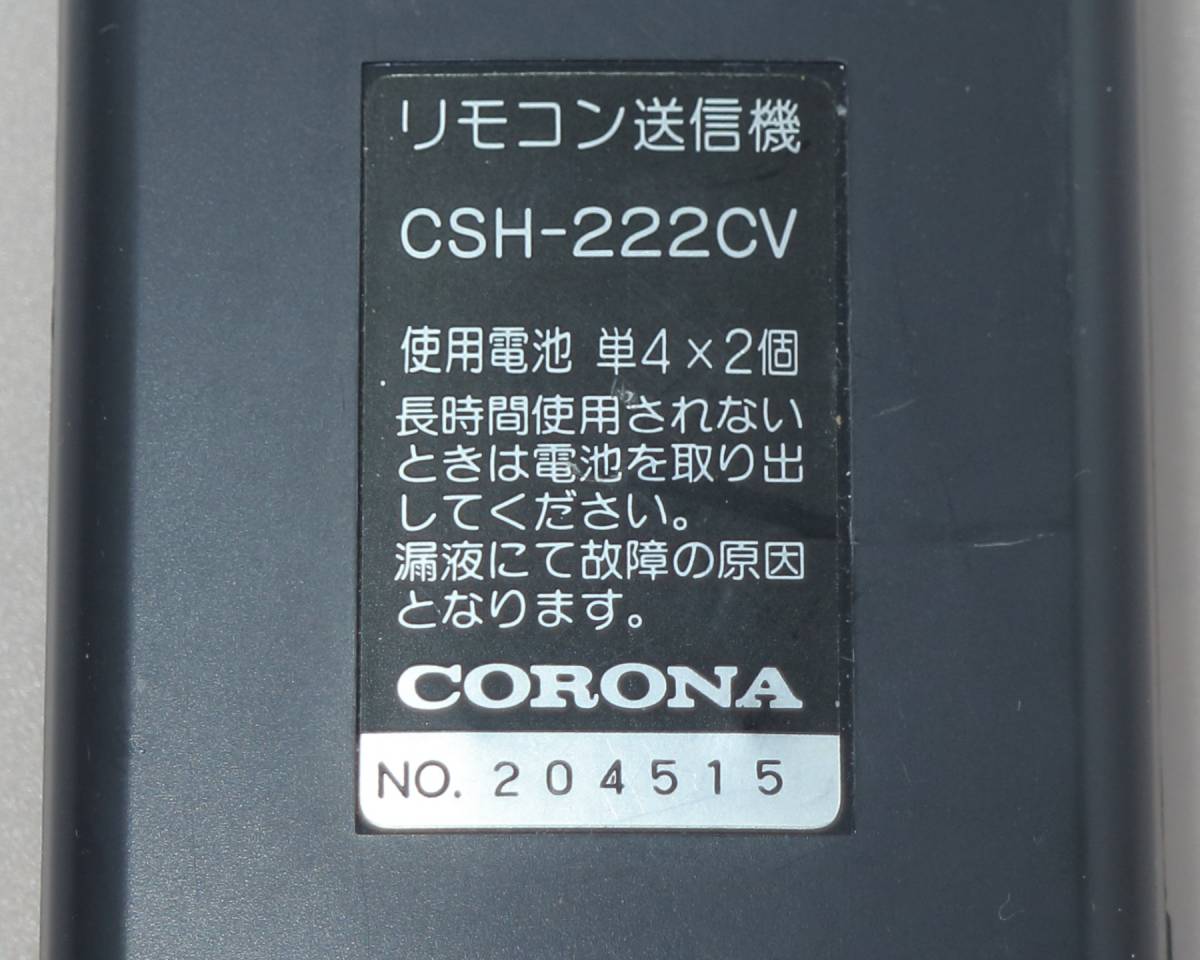 リモコン送信機
CSH-222CV
使用電池 単4×2個
長時間使用されない
ときは電池を取り出
してください。
漏液にて故障の原因
となります。
CORONA
NO. 204515